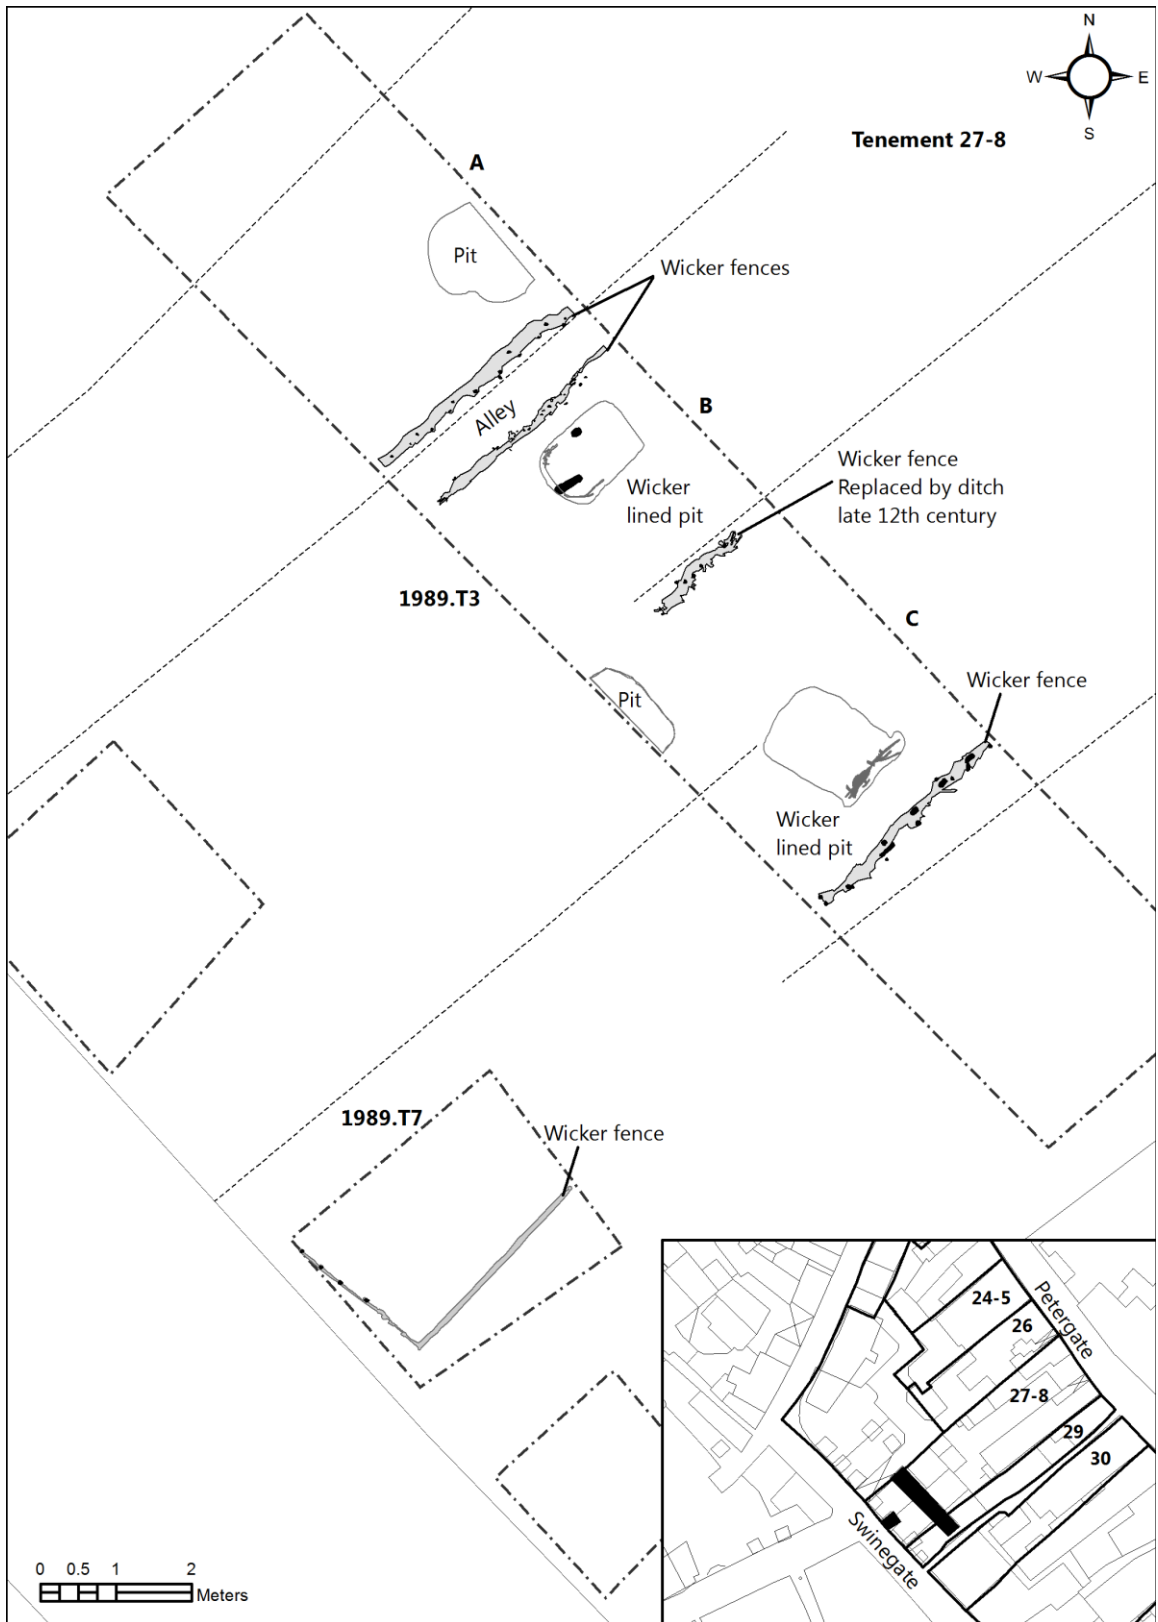 N
W
E
S
Tenement 27-8
A
Pit
Wicker fences
Alley
B
Wicker
lined pit
Wicker fence
Replaced by ditch
late 12th century
1989.T3
C
Pit
Wicker fence
Wicker
lined pit
1989.T7
Wicker fence
24-5
26
Petergate
27-8
29
30
Swinegate
0 0.5 1 2
Meters